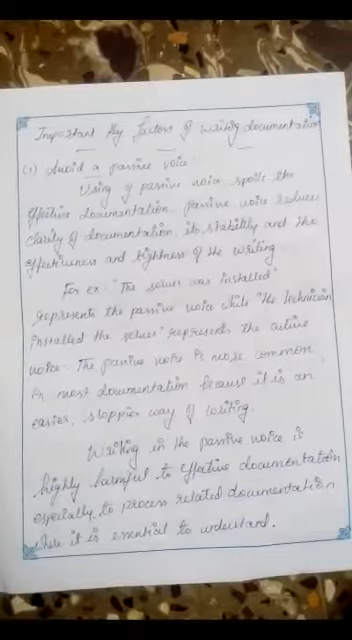 Important key factors of writing documentation
(1) Avoid a passive voice:
Using of passive voice spoils the
effective documentation. passive voice reduces
clarity of documentation, its stability and the
effectiveness and tightness of the writing.
For ex: "The server was installed"
represents the passive voice while "the technician
installed the server" represents the active
voice. The passive voice is more common
in most documentation because it is an
easier, sloppier way of writing.
Writing in the passive voice is
highly harmful to effective documentation
especially to process related documentation
where it is essential to understand.